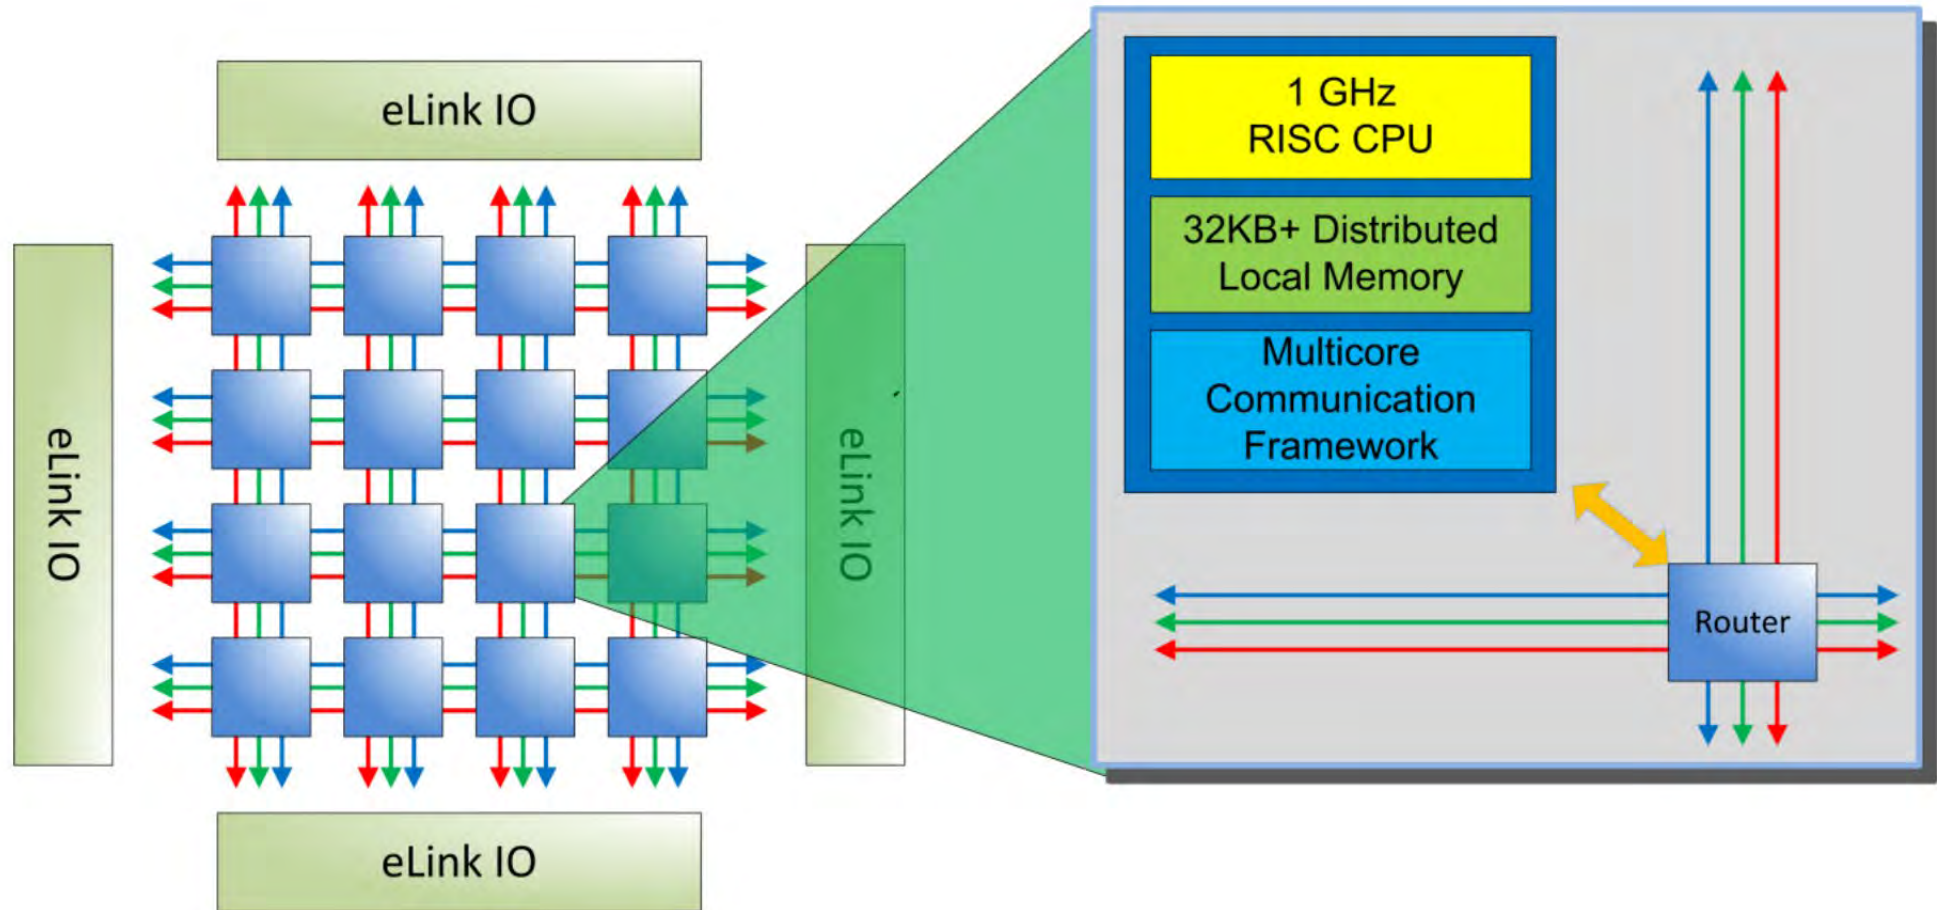 eLink IO
eLink IO
eLink IO
eLink IO
1 GHz
RISC CPU
32KB+ Distributed
Local Memory
Multicore
Communication
Framework
Router